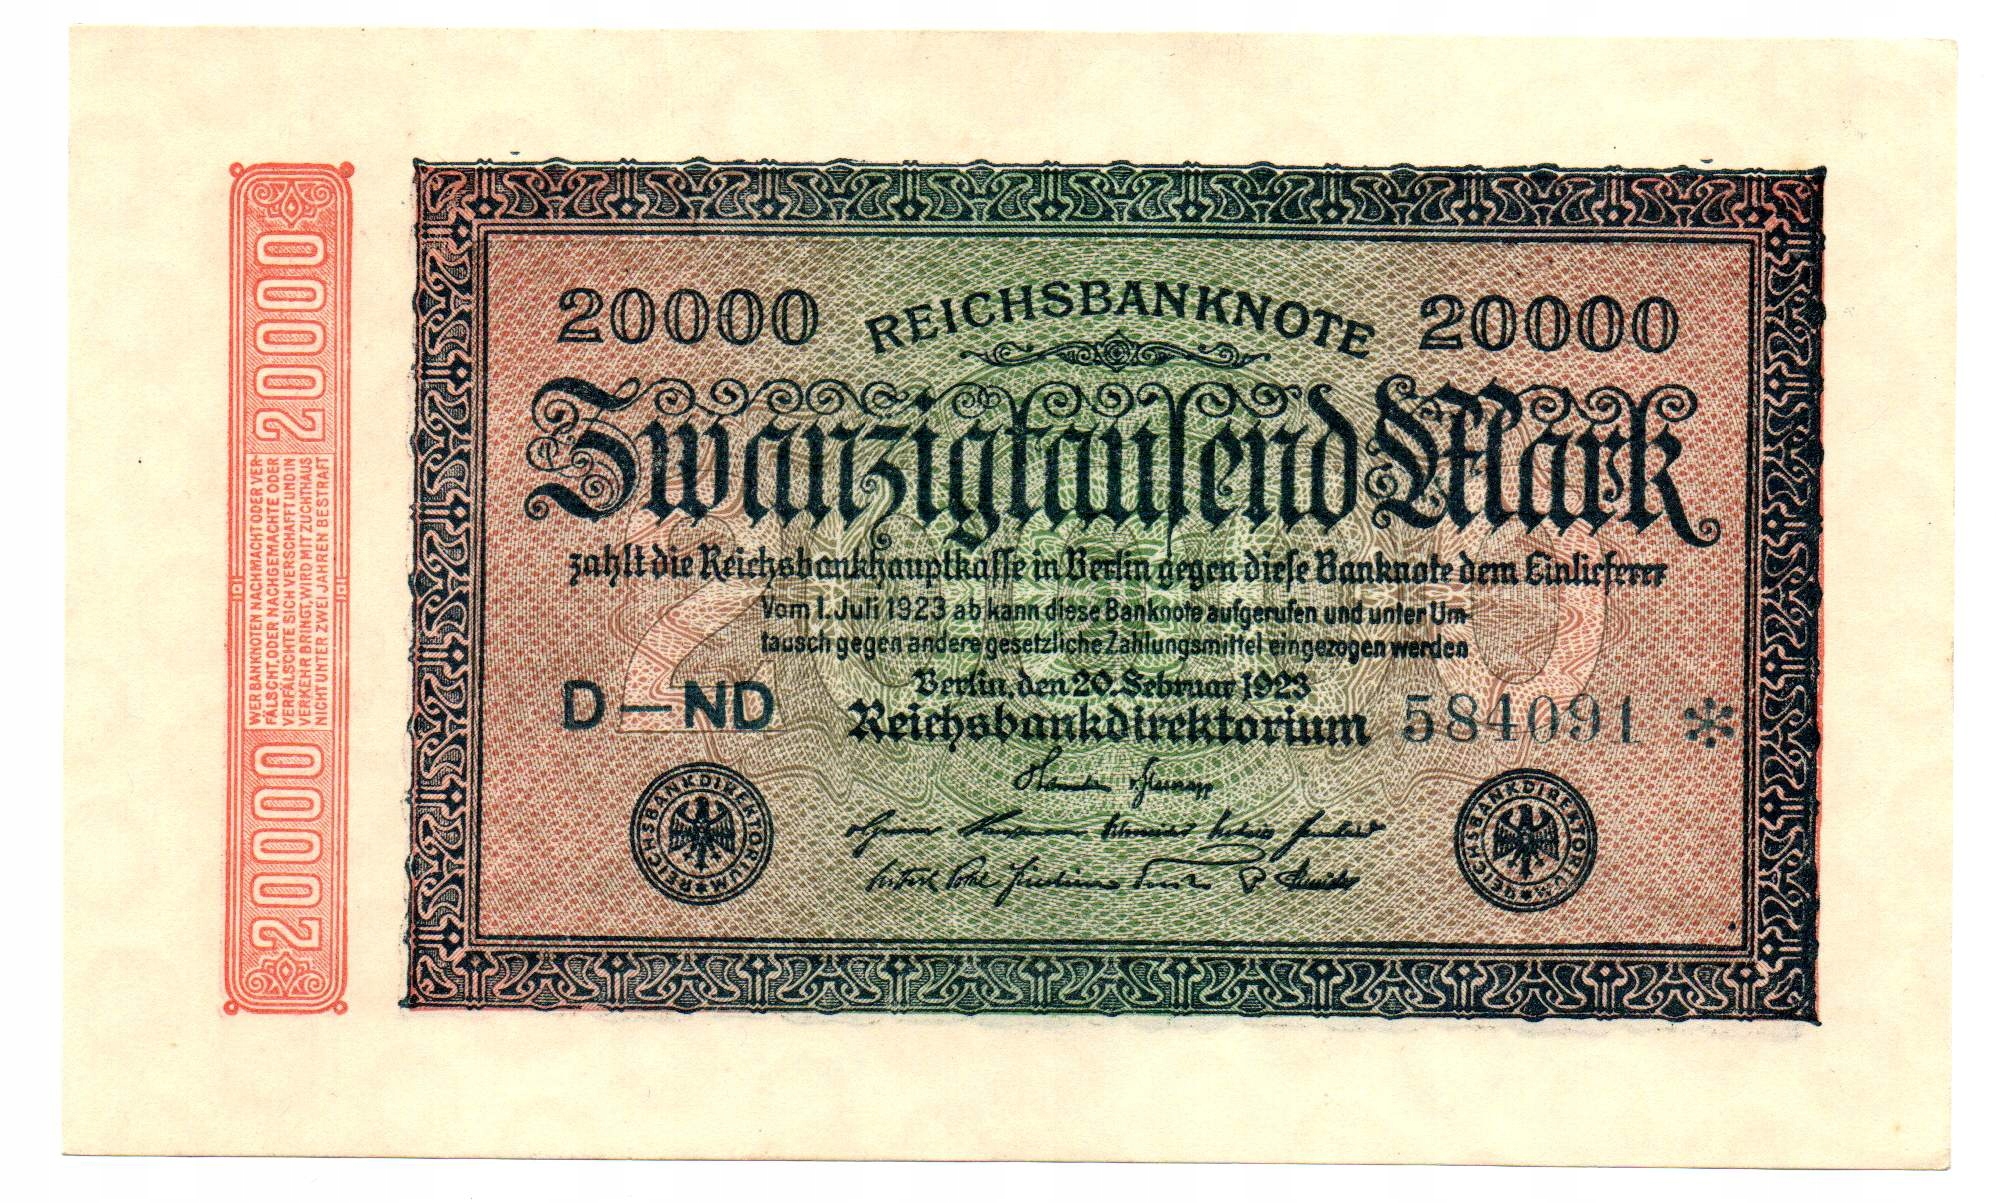 20000
WER BANKNOTEN NACHMACHT ODER VER-
FÄLSCHT, ODER NACHGEMACHTE ODER
VERFÄLSCHTE SICH VERSCHAFFT UND IN
VERKEHR BRINGT, WIRD MIT ZUCHTHAUS
NICHT UNTER ZWEI JAHREN BESTRAFT
20000
20000 REICHSBANKNOTE 20000
Zwanzigtausend Mark
zahlt die Reichsbankhauptkasse in Berlin gegen diese Banknote dem Einlieferer
Vom 1. Juli 1923 ab kann diese Banknote aufgerufen und unter Um-
tausch gegen andere gesetzliche Zahlungsmittel eingezogen werden
Berlin, den 20. Februar 1923
D—ND Reichsbankdirektorium 584091 *
REICHSBANKDIREKTORIUM REICHSBANKDIREKTORIUM
20000